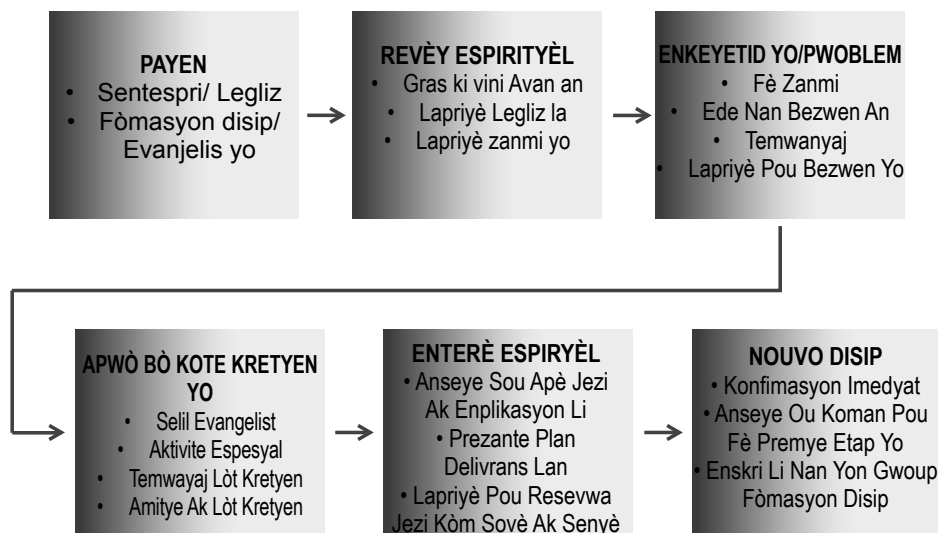 PAYEN
• Sentespri/ Legliz
• Fòmasyon disip/
Evanjelis yo
REVÈY ESPIRITYÈL
• Gras ki vini Avan an
• Lapriyè Legliz la
• Lapriyè zanmi yo
ENKEYETID YO/PWOBLEM
• Fè Zanmi
• Ede Nan Bezwen An
• Temwanyaj
• Lapriyè Pou Bezwen Yo
APWÒ BÒ KOTE KRETYEN
YO
• Selil Evangelist
• Aktivite Espesyal
• Temwayaj Lòt Kretyen
• Amitye Ak Lòt Kretyen
ENTERÈ ESPIRYÈL
• Anseye Sou Apè Jezi
Ak Enplikasyon Li
• Prezante Plan
Delivrans Lan
• Lapriyè Pou Resevwa
Jezi Kòm Sovè Ak Senyè
NOUVO DISIP
• Konfimasyon Imedyat
• Anseye Ou Koman Pou
Fè Premye Etap Yo
• Enskri Li Nan Yon Gwoup
Fòmasyon Disip